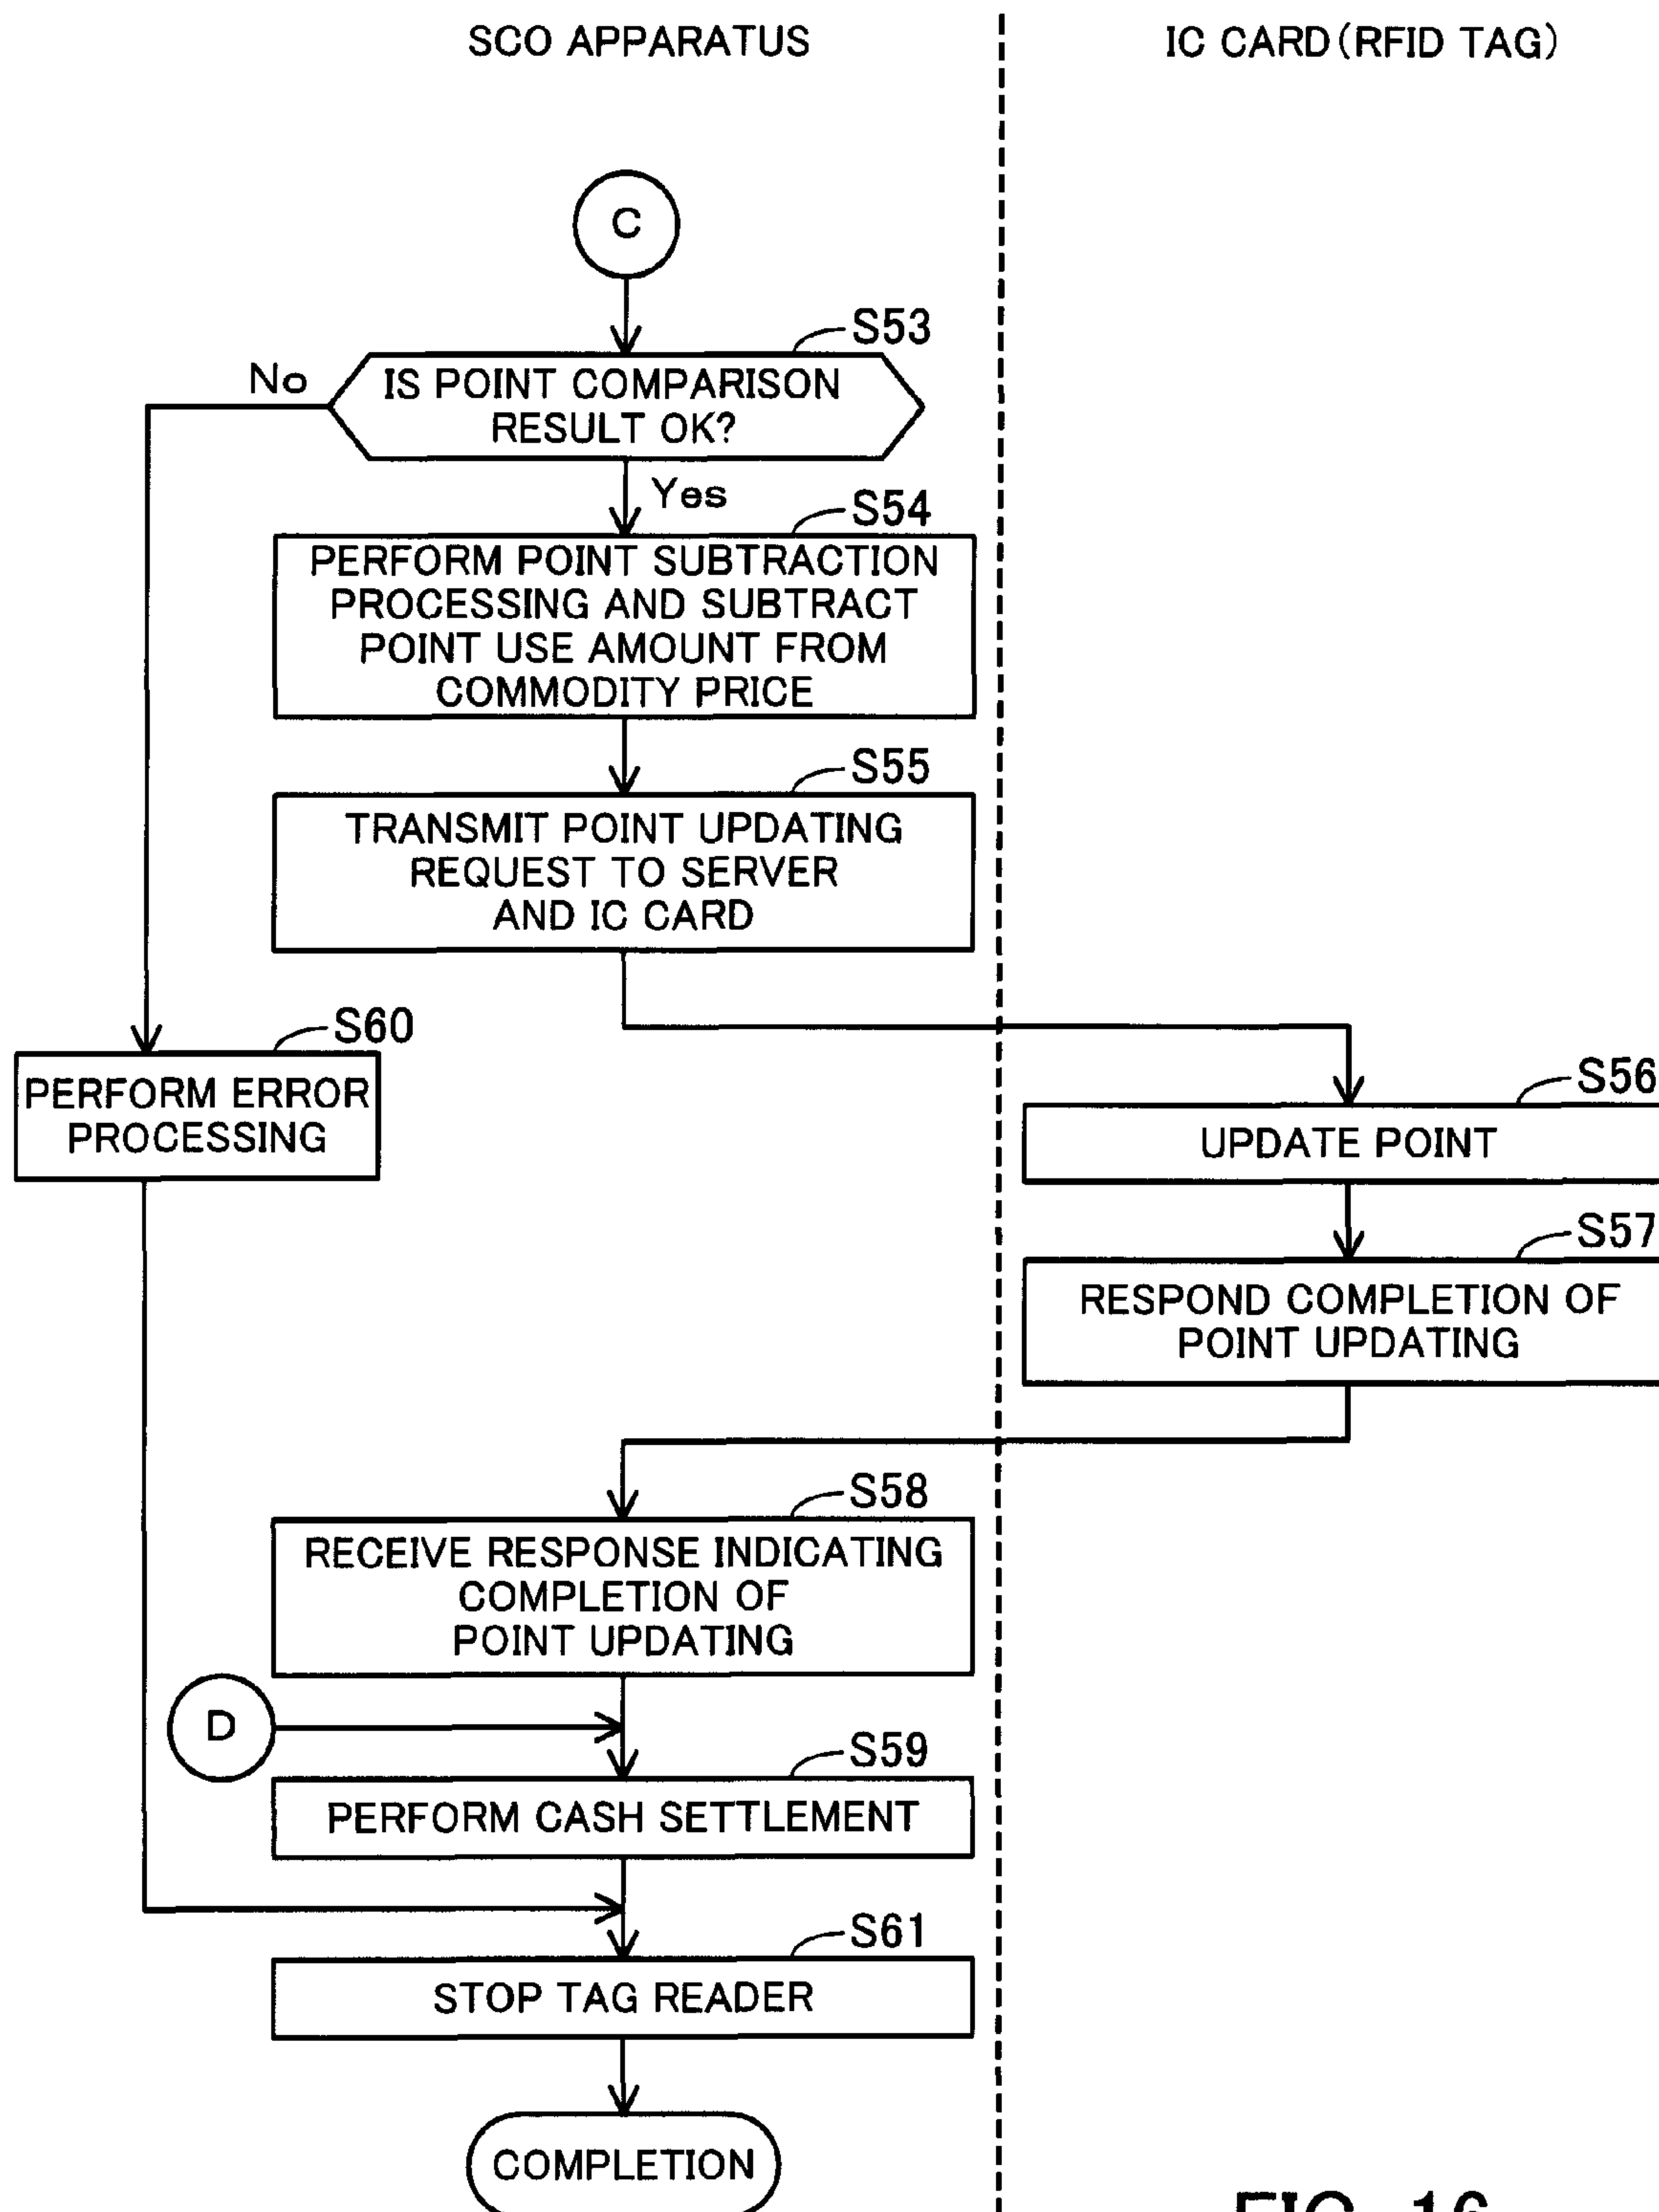 SCO APPARATUS
IC CARD(RFID TAG)
C
S53
No
IS POINT COMPARISON
RESULT OK?
Yes
S54
PERFORM POINT SUBTRACTION
PROCESSING AND SUBTRACT
POINT USE AMOUNT FROM
COMMODITY PRICE
S55
TRANSMIT POINT UPDATING
REQUEST TO SERVER
AND IC CARD
S60
PERFORM ERROR
PROCESSING
S56
UPDATE POINT
S57
RESPOND COMPLETION OF
POINT UPDATING
S58
RECEIVE RESPONSE INDICATING
COMPLETION OF
POINT UPDATING
D
S59
PERFORM CASH SETTLEMENT
S61
STOP TAG READER
COMPLETION
FIG. 16